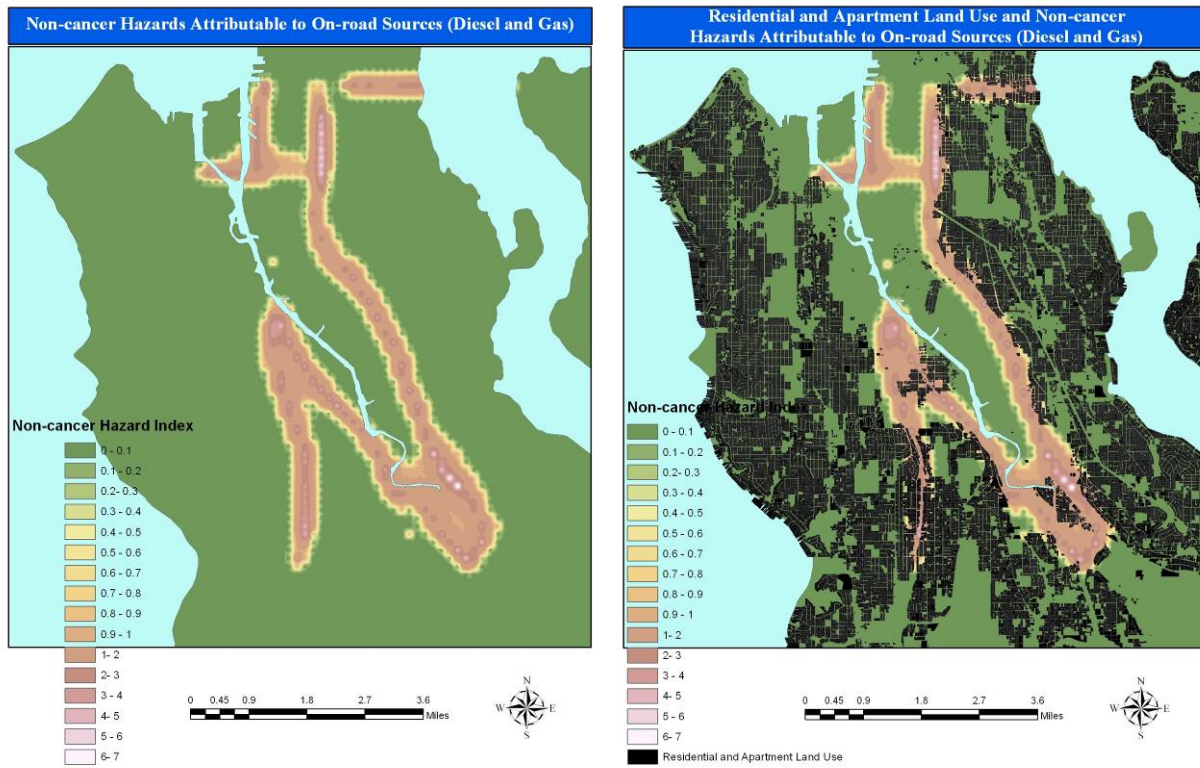 Non-cancer Hazards Attributable to On-road Sources (Diesel and Gas)
Non-cancer Hazard Index
0 - 0.1
0.1 - 0.2
0.2- 0.3
0.3 - 0.4
0.4 - 0.5
0.5 - 0.6
0.6 - 0.7
0.7 - 0.8
0.8 - 0.9
0.9 - 1
1- 2
2- 3
3 - 4
4- 5
5 - 6
6- 7
0 0.45 0.9 1.8 2.7 3.6
Miles
N
W E
S
Residential and Apartment Land Use and Non-cancer
Hazards Attributable to On-road Sources (Diesel and Gas)
Non-cancer Hazard Index
0 - 0.1
0.1 - 0.2
0.2- 0.3
0.3 - 0.4
0.4 - 0.5
0.5 - 0.6
0.6 - 0.7
0.7 - 0.8
0.8 - 0.9
0.9 - 1
1 - 2
2- 3
3 - 4
4- 5
5 - 6
6- 7
Residential and Apartment Land Use
0 0.45 0.9 1.8 2.7 3.6
Miles
N
W E
S